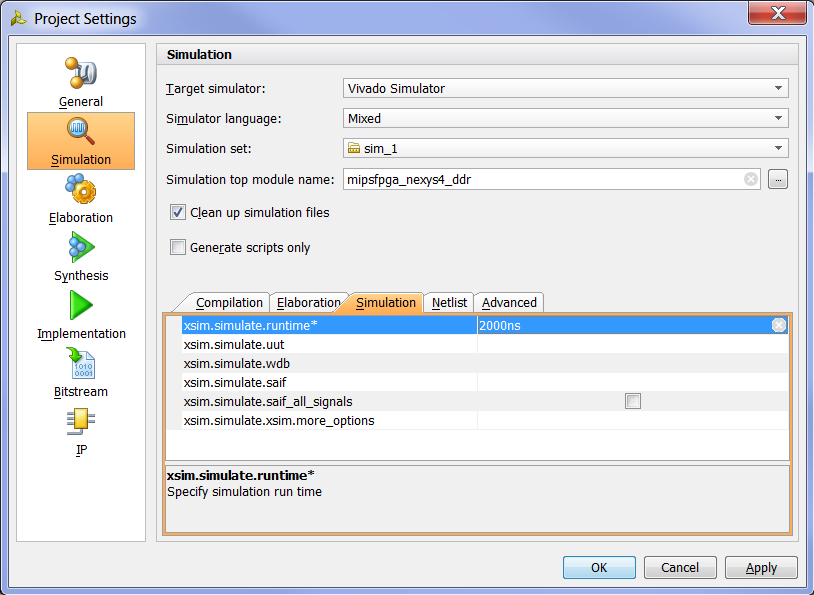 Project Settings
General
Simulation
Elaboration
Synthesis
Implementation
Bitstream
IP
Simulation
Target simulator: Vivado Simulator
Simulator language: Mixed
Simulation set: sim_1
Simulation top module name: mipsfpga_nexys4_ddr ...
Clean up simulation files
Generate scripts only
Compilation Elaboration Simulation Netlist Advanced
xsim.simulate.runtime* 2000ns
xsim.simulate.uut
xsim.simulate.wdb
xsim.simulate.saif
xsim.simulate.saif_all_signals
xsim.simulate.xsim.more_options
xsim.simulate.runtime*
Specify simulation run time
OK Cancel Apply